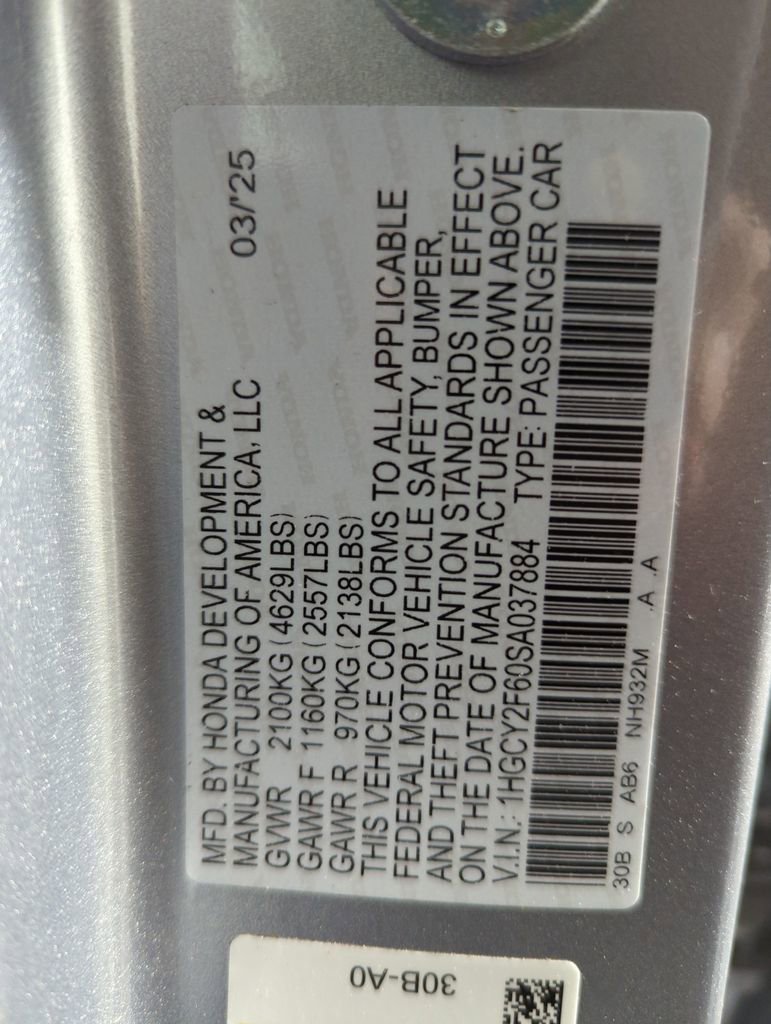 MFD. BY HONDA DEVELOPMENT &
MANUFACTURING OF AMERICA, LLC 03/'25
GVWR 2100KG (4629LBS)
GAWR F 1160KG (2557LBS)
GAWR R 970KG (2138LBS)
THIS VEHICLE CONFORMS TO ALL APPLICABLE
FEDERAL MOTOR VEHICLE SAFETY, BUMPER,
AND THEFT PREVENTION STANDARDS IN EFFECT
ON THE DATE OF MANUFACTURE SHOWN ABOVE.
V.I.N.: 1HGCY2F60SA037884 TYPE: PASSENGER CAR
30B S AB6 NH932M .A .A
30B-A0